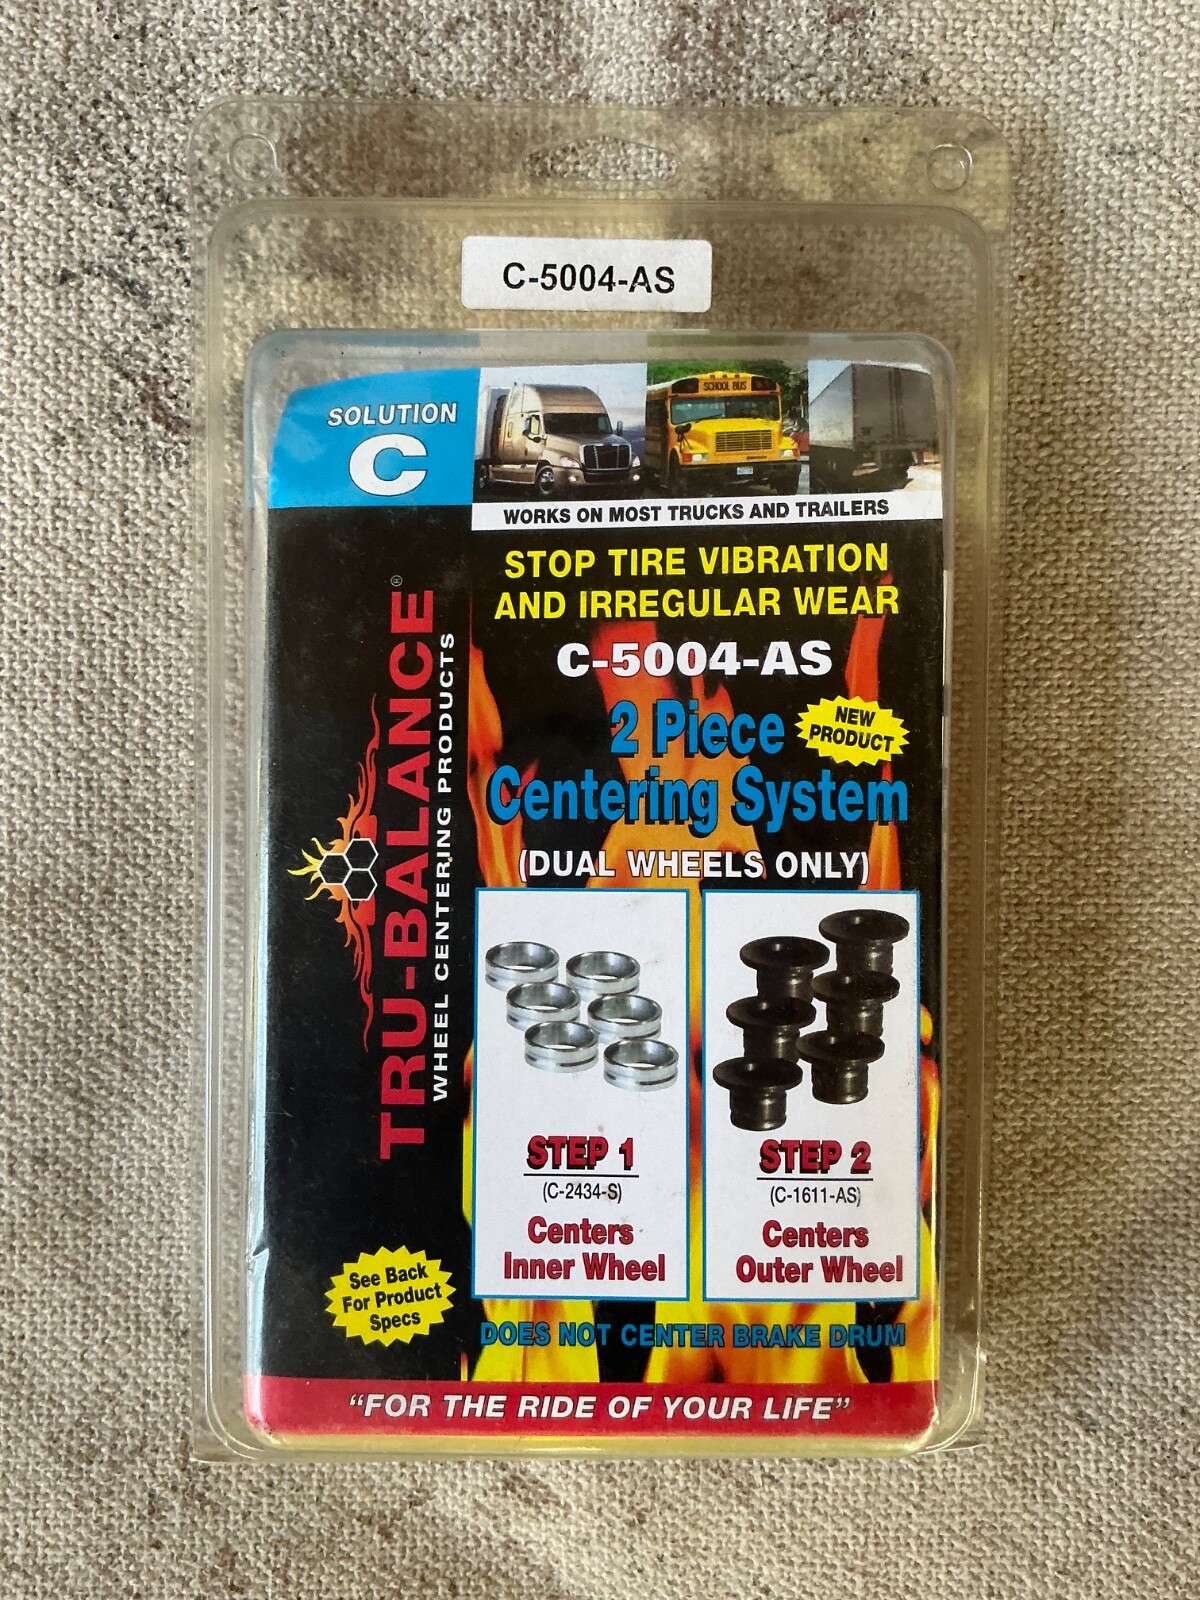 C-5004-AS
SOLUTION
C
SCHOOL BUS
WORKS ON MOST TRUCKS AND TRAILERS
STOP TIRE VIBRATION
AND IRREGULAR WEAR
C-5004-AS
2 Piece
Centering System
NEW
PRODUCT
(DUAL WHEELS ONLY)
TRU-BALANCE®
WHEEL CENTERING PRODUCTS
STEP 1
(C-2434-S)
Centers
Inner Wheel
STEP 2
(C-1611-AS)
Centers
Outer Wheel
See Back
For Product
Specs
DOES NOT CENTER BRAKE DRUM
"FOR THE RIDE OF YOUR LIFE"